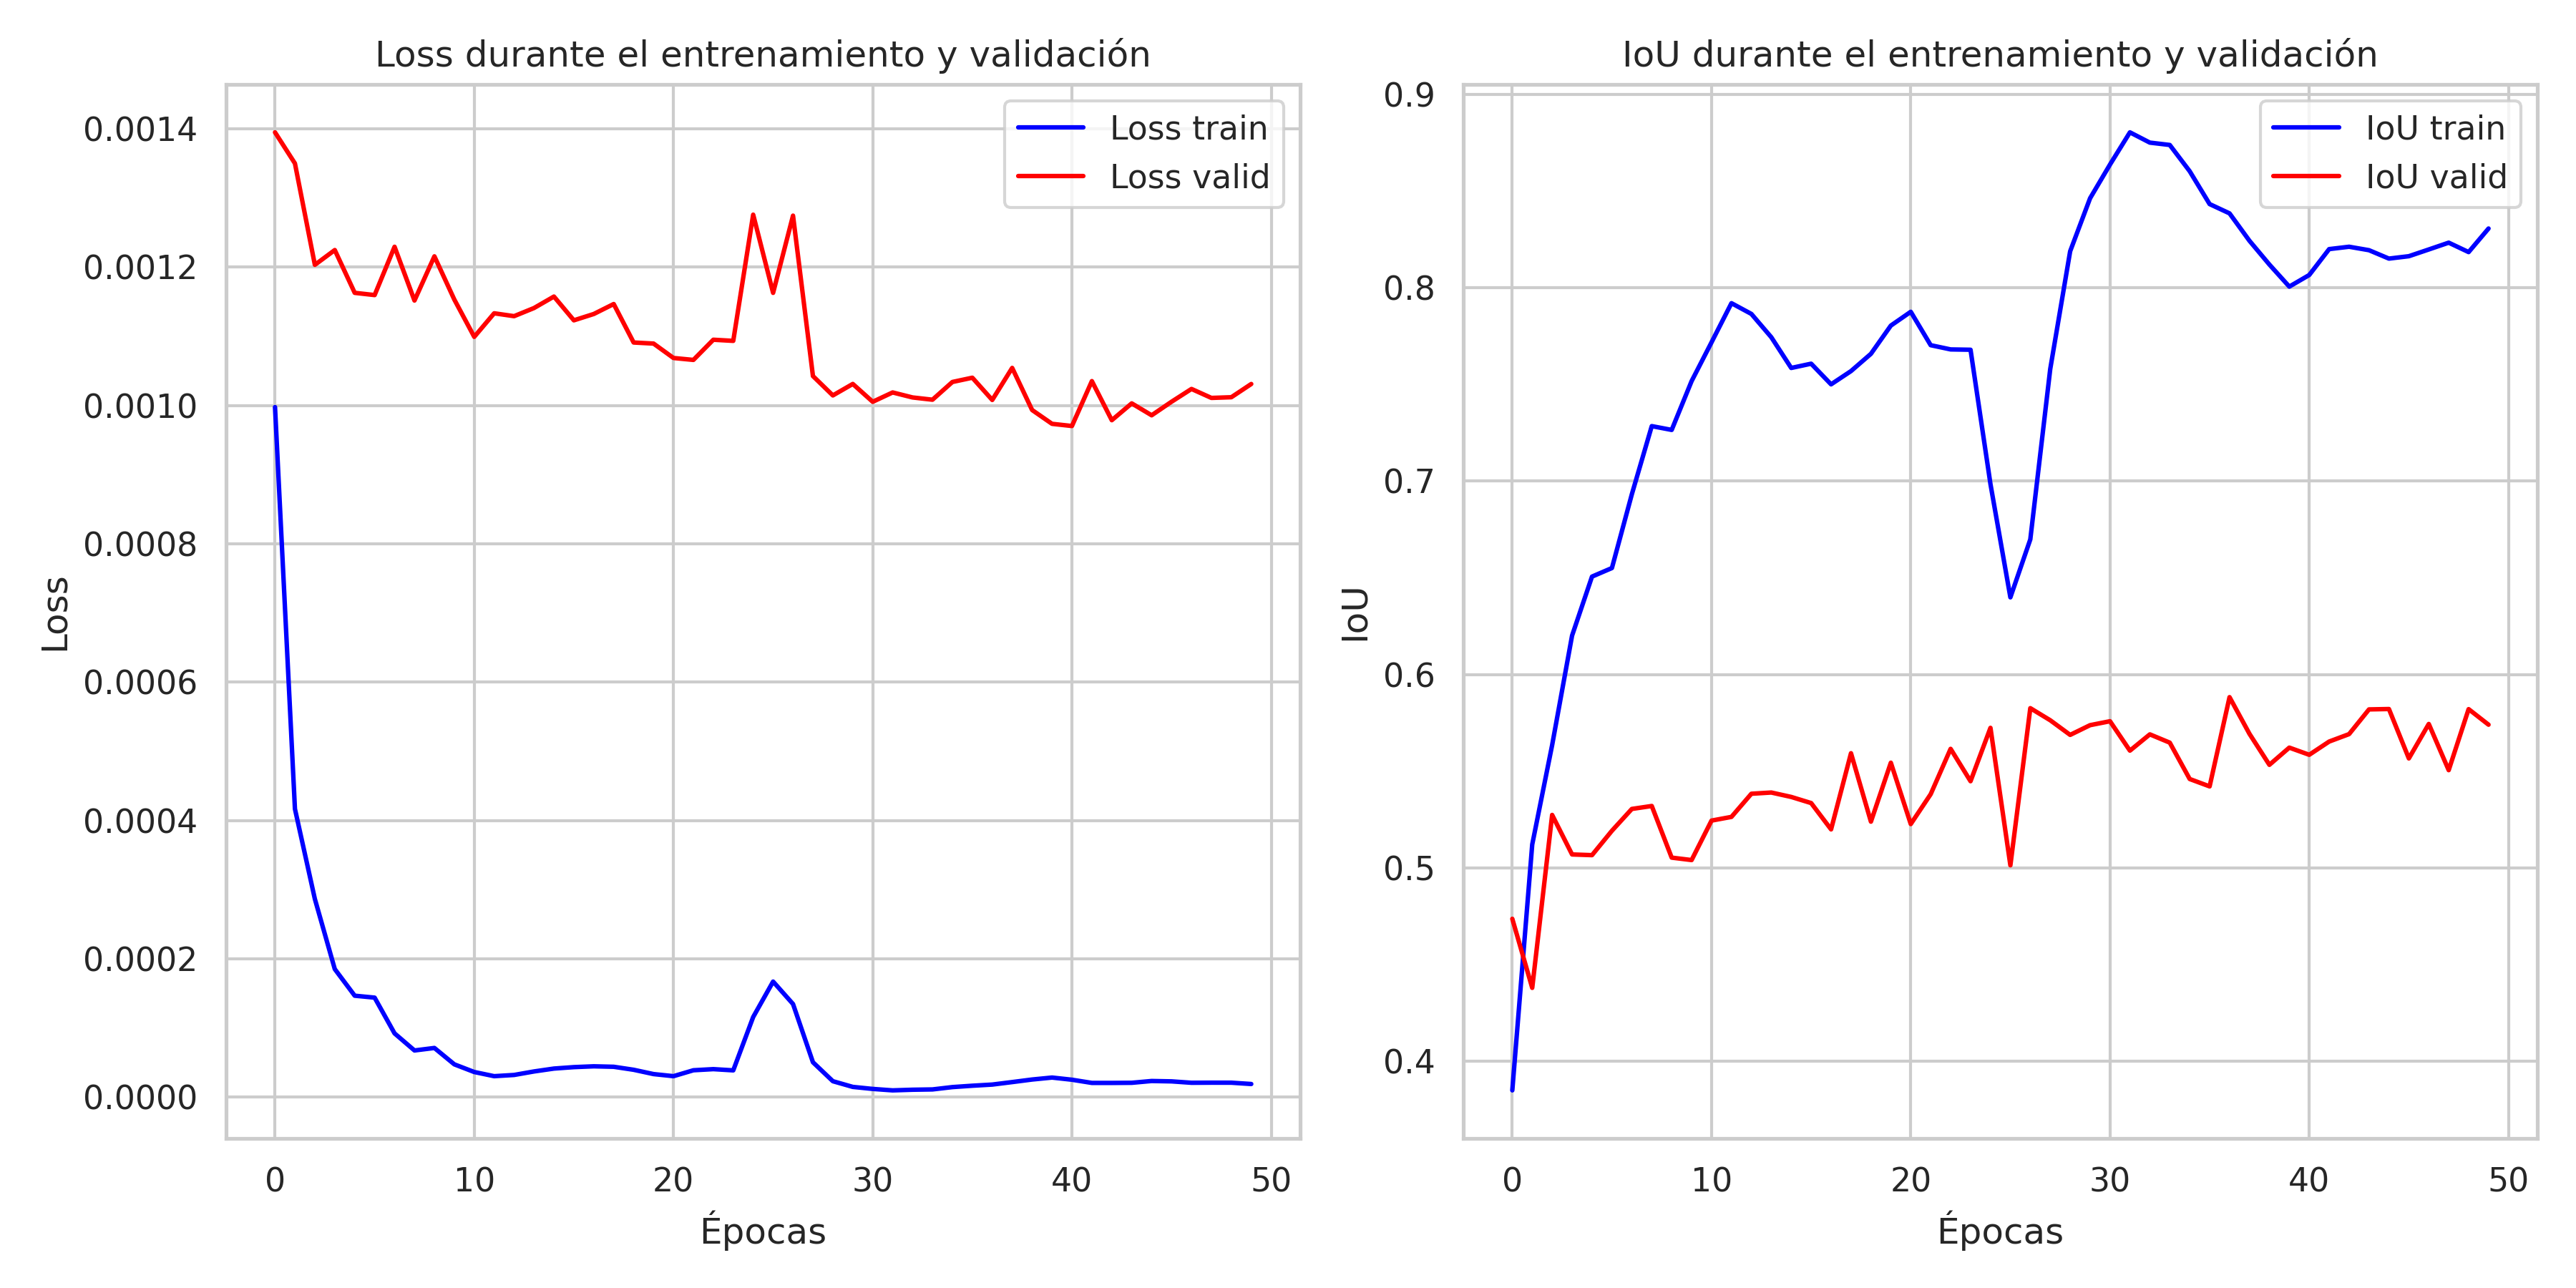 Loss durante el entrenamiento y validación
0.0014
0.0012
0.0010
0.0008
0.0006
0.0004
0.0002
0.0000
Loss
Loss train
Loss valid
0 10 20 30 40 50
Épocas
IoU durante el entrenamiento y validación
0.9
0.8
0.7
0.6
0.5
0.4
IoU
IoU train
IoU valid
0 10 20 30 40 50
Épocas